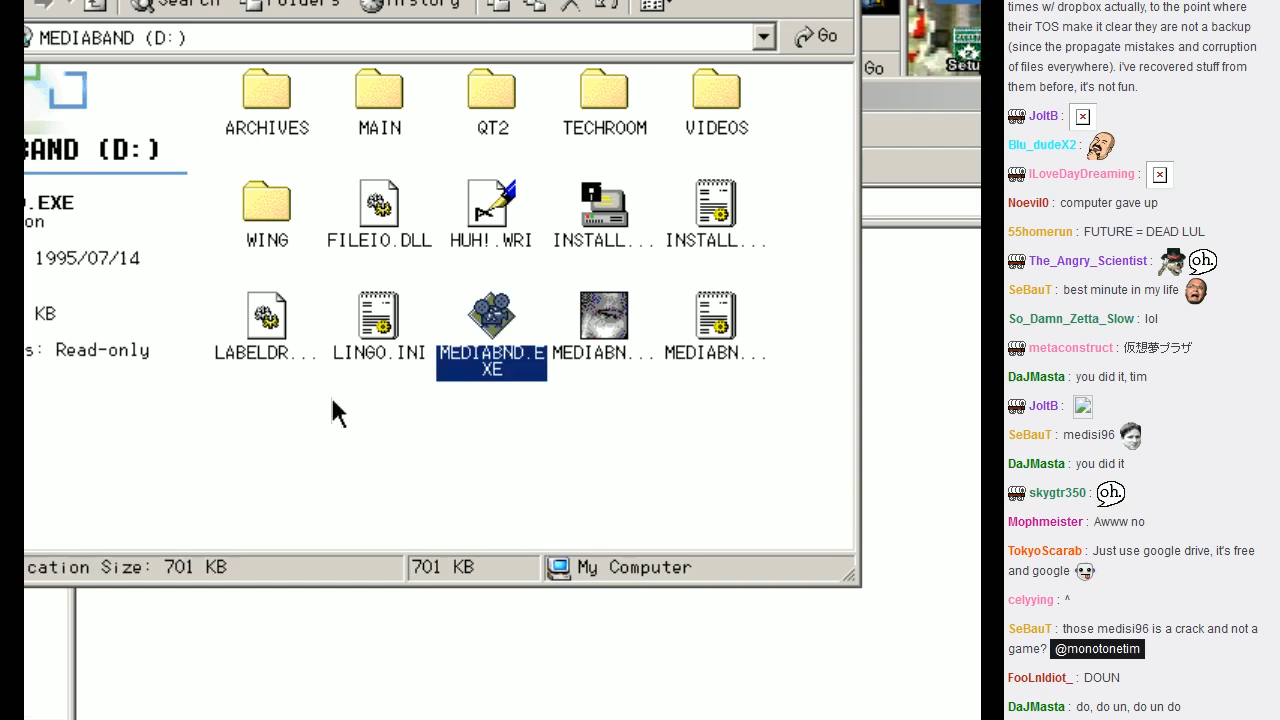 Search
Folders
History
MEDIABAND (D:)
Go
Go
Setu
ARCHIVES
MAIN
QT2
TECHROOM
VIDEOS
BAND (D:)
.EXE
on
1995/07/14
KB
s: Read-only
WING
FILEIO.DLL
HUH!.WRI
INSTALL...
INSTALL...
LABELDR...
LINGO.INI
MEDIABND.E
XE
MEDIABN...
MEDIABN...
cation Size: 701 KB
701 KB
My Computer
times w/ dropbox actually, to the point where
their TOS make it clear they are not a backup
(since the propagate mistakes and corruption
of files everywhere). i've recovered stuff from
them before, it's not fun.
JoltB :
Blu_dudeX2 :
ILoveDayDreaming :
Noevil0 : computer gave up
55homerun : FUTURE = DEAD LUL
The_Angry_Scientist : oh.
SeBauT : best minute in my life
So_Damn_Zetta_Slow : lol
metaconstruct : 仮想夢プラザ
DaJMasta : you did it, tim
JoltB :
SeBauT : medisi96
DaJMasta : you did it
skygtr350 : oh.
Mophmeister : Awww no
TokyoScarab : Just use google drive, it's free
and google
celyying : ^
SeBauT : those medisi96 is a crack and not a
game? @monotonetim
FooLnIdiot_ : DOUN
DaJMasta : do, do un, do un do